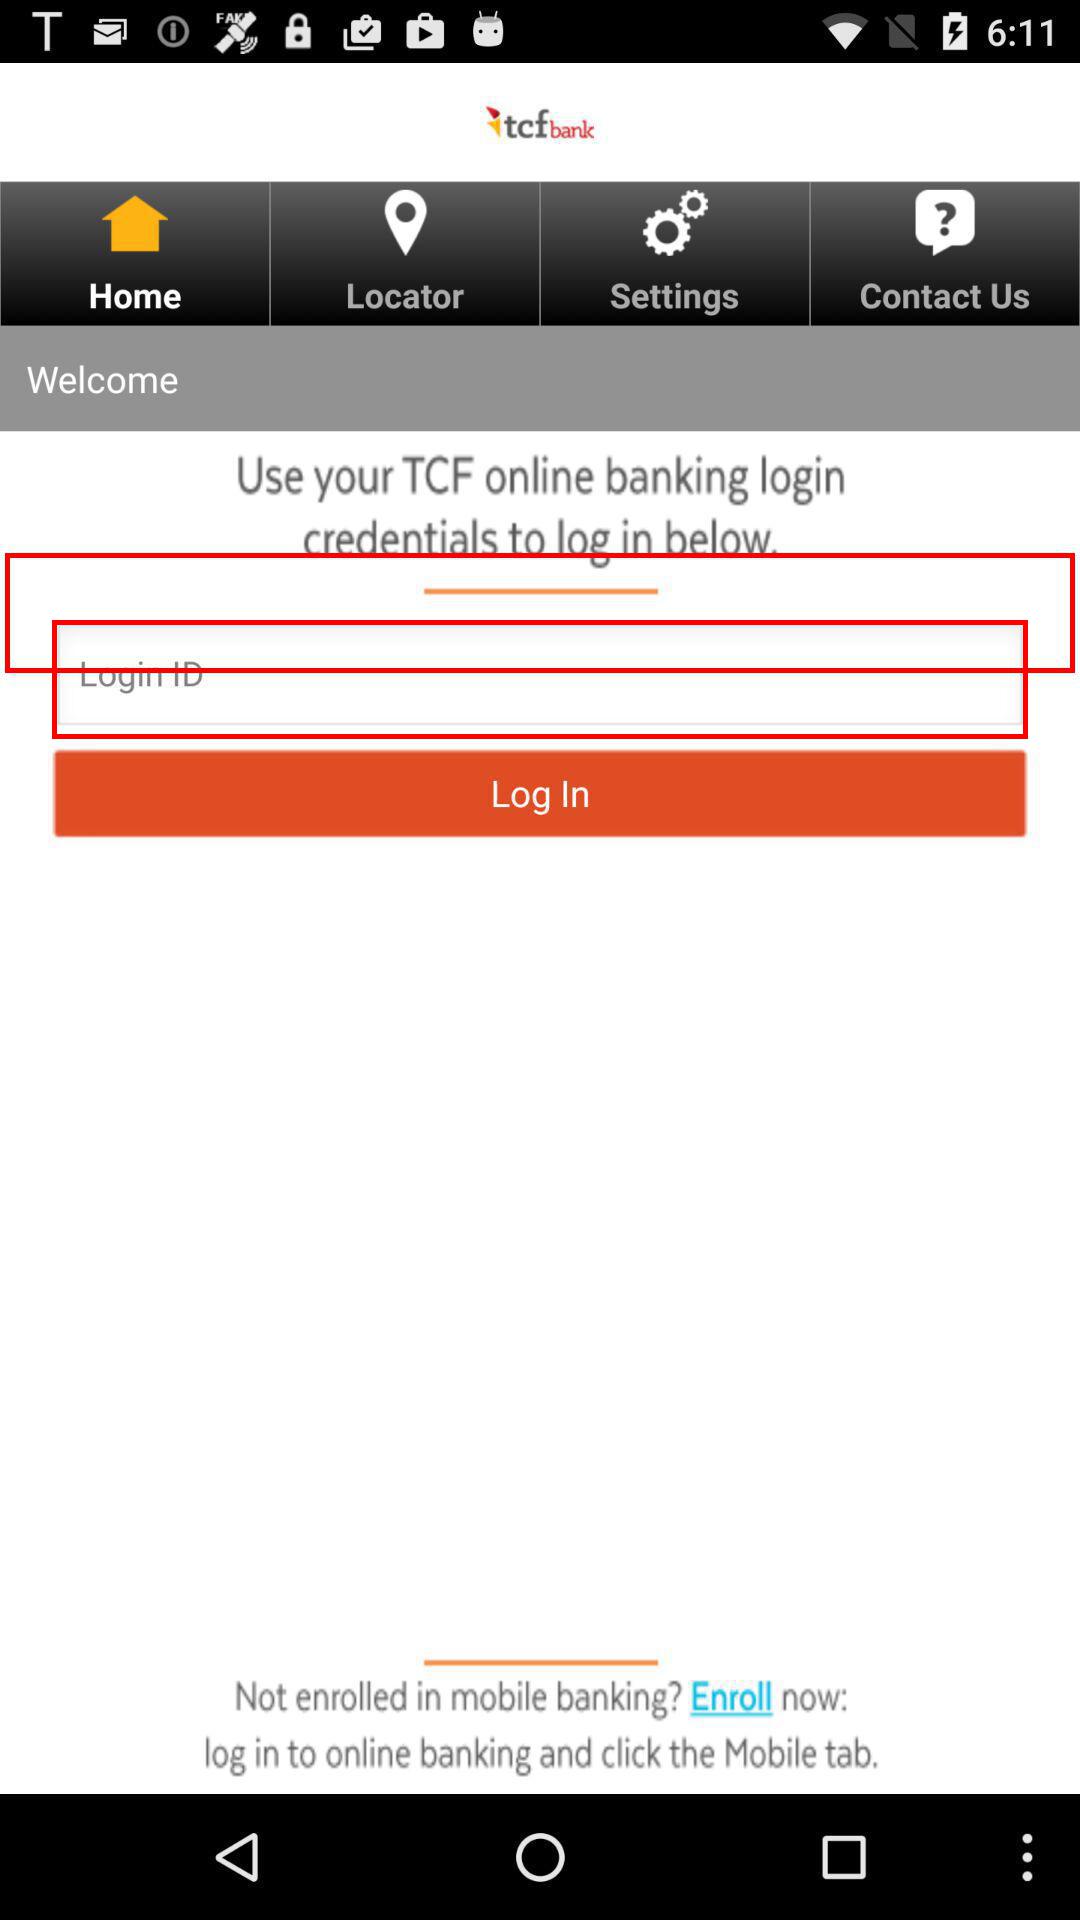 T FAKE 6:11
tcfbank
Home Locator Settings Contact Us
Welcome
Use your TCF online banking login
credentials to log in below.
Login ID
Log In
Not enrolled in mobile banking? Enroll now:
log in to online banking and click the Mobile tab.